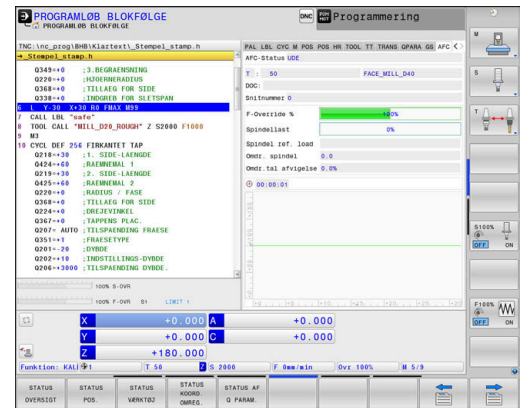 PROGRAMLØB BLOKFØLGE
PROGRAMLØB BLOKFØLGE
DNC
Programmering
TNC:\nc_prog\BHB\Klartext\_Stempel_stamp.h
→_Stempel_stamp.h
Q349=+0 ;3.BEGRAENSNING
Q220=+0 ;HJOERNERADIUS
Q368=+0 ;TILLAEG FOR SIDE
Q338=+0 ;INDGREB FOR SLETSPAN
6 L Y-30 X+30 R0 FMAX M99
7 CALL LBL "safe"
8 TOOL CALL "MILL_D20_ROUGH" Z S2000 F1000
9 M3
10 CYCL DEF 256 FIRKANTET TAP
Q218=+30 ;1. SIDE-LAENGDE
Q424=+60 ;RAEMNEMAL 1
Q219=+30 ;2. SIDE-LAENGDE
Q425=+60 ;RAEMNEMAL 2
Q220=+0 ;RADIUS / FASE
Q368=+0 ;TILLAEG FOR SIDE
Q224=+0 ;DREJEVINKEL
Q367=+0 ;TAPPENS PLAC.
Q207= AUTO ;TILSPAENDING FRAESE
Q351=+1 ;FRAESETYPE
Q201=-20 ;DYBDE
Q202=+10 ;INDSTILLINGS-DYBDE
Q206=+3000 ;TILSPAENDING DYBDE.
100% S-OVR
100% F-OVR S1 LIMIT 1
PAL LBL CYC M POS POS HR TOOL TT TRANS QPARA GS AFC
AFC-Status UDE
T : 50 FACE_MILL_D40
DOC:
Snitnummer 0
F-Override % 100%
Spindellast 0%
Spindel ref. load
Omdr. spindel 0.0
Omdr.tal afvigelse 0.0%
00:00:01
X +0.000 A +0.000
Y +0.000 C +0.000
Z +180.000
Funktion: KALI 1 T 50 Z S 2000 F 0mm/min Ovr 100% M 5/9
STATUS OVERSIGT
STATUS POS.
STATUS VÆRKTØJ
STATUS KOORD. OMREG.
STATUS AF Q PARAM.
M
S
T
S100%
OFF ON
F100%
OFF ON